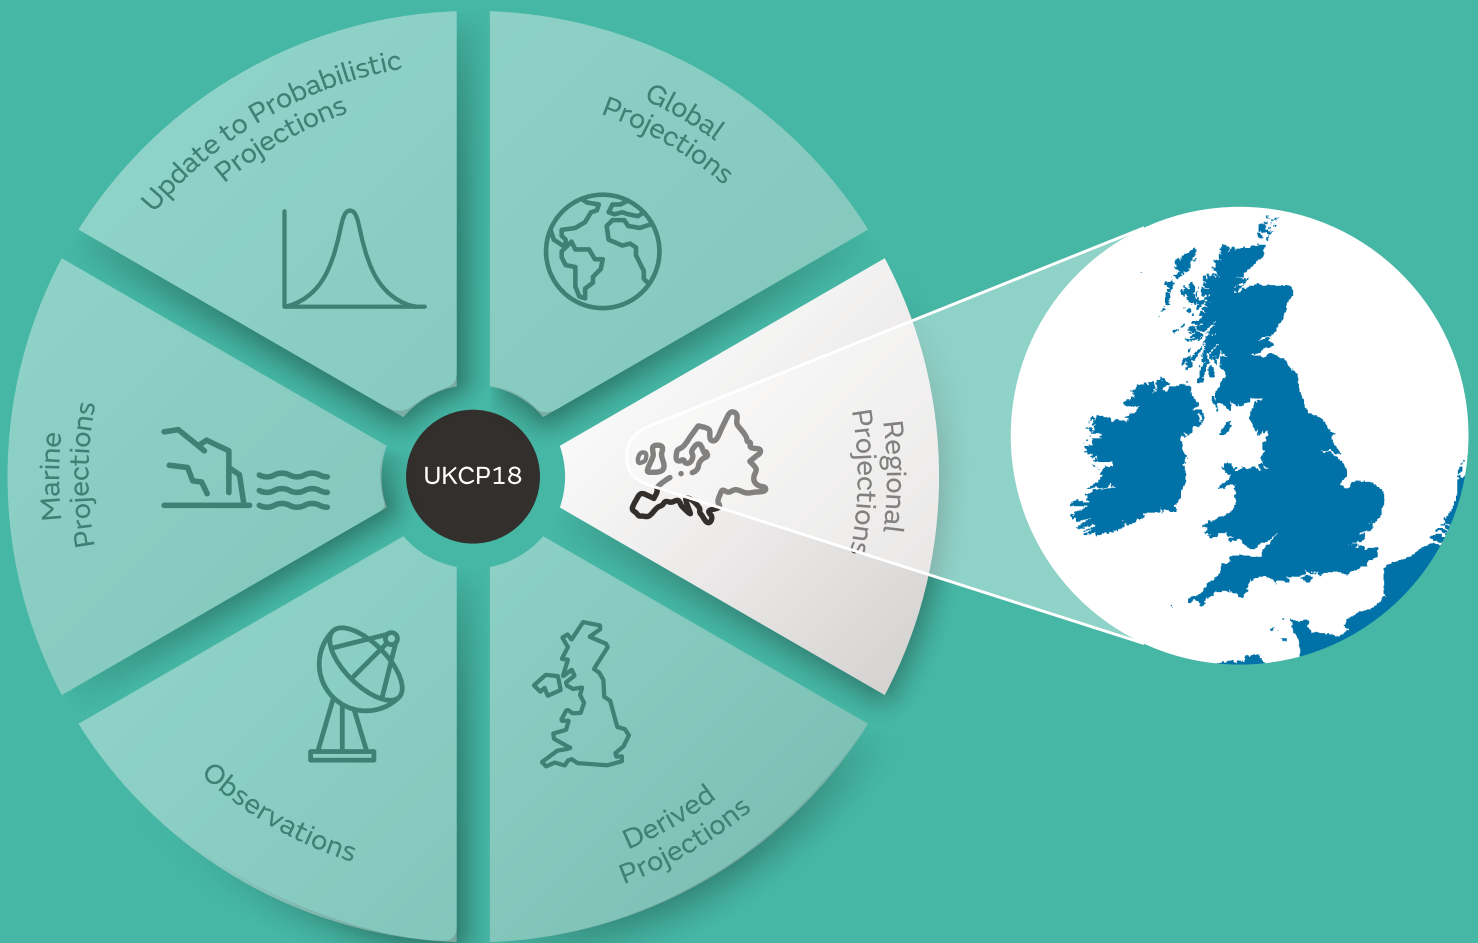 Update to Probabilistic
Projections
Global
Projections
Marine
Projections
UKCP18
Regional
Projections
Observations
Derived
Projections